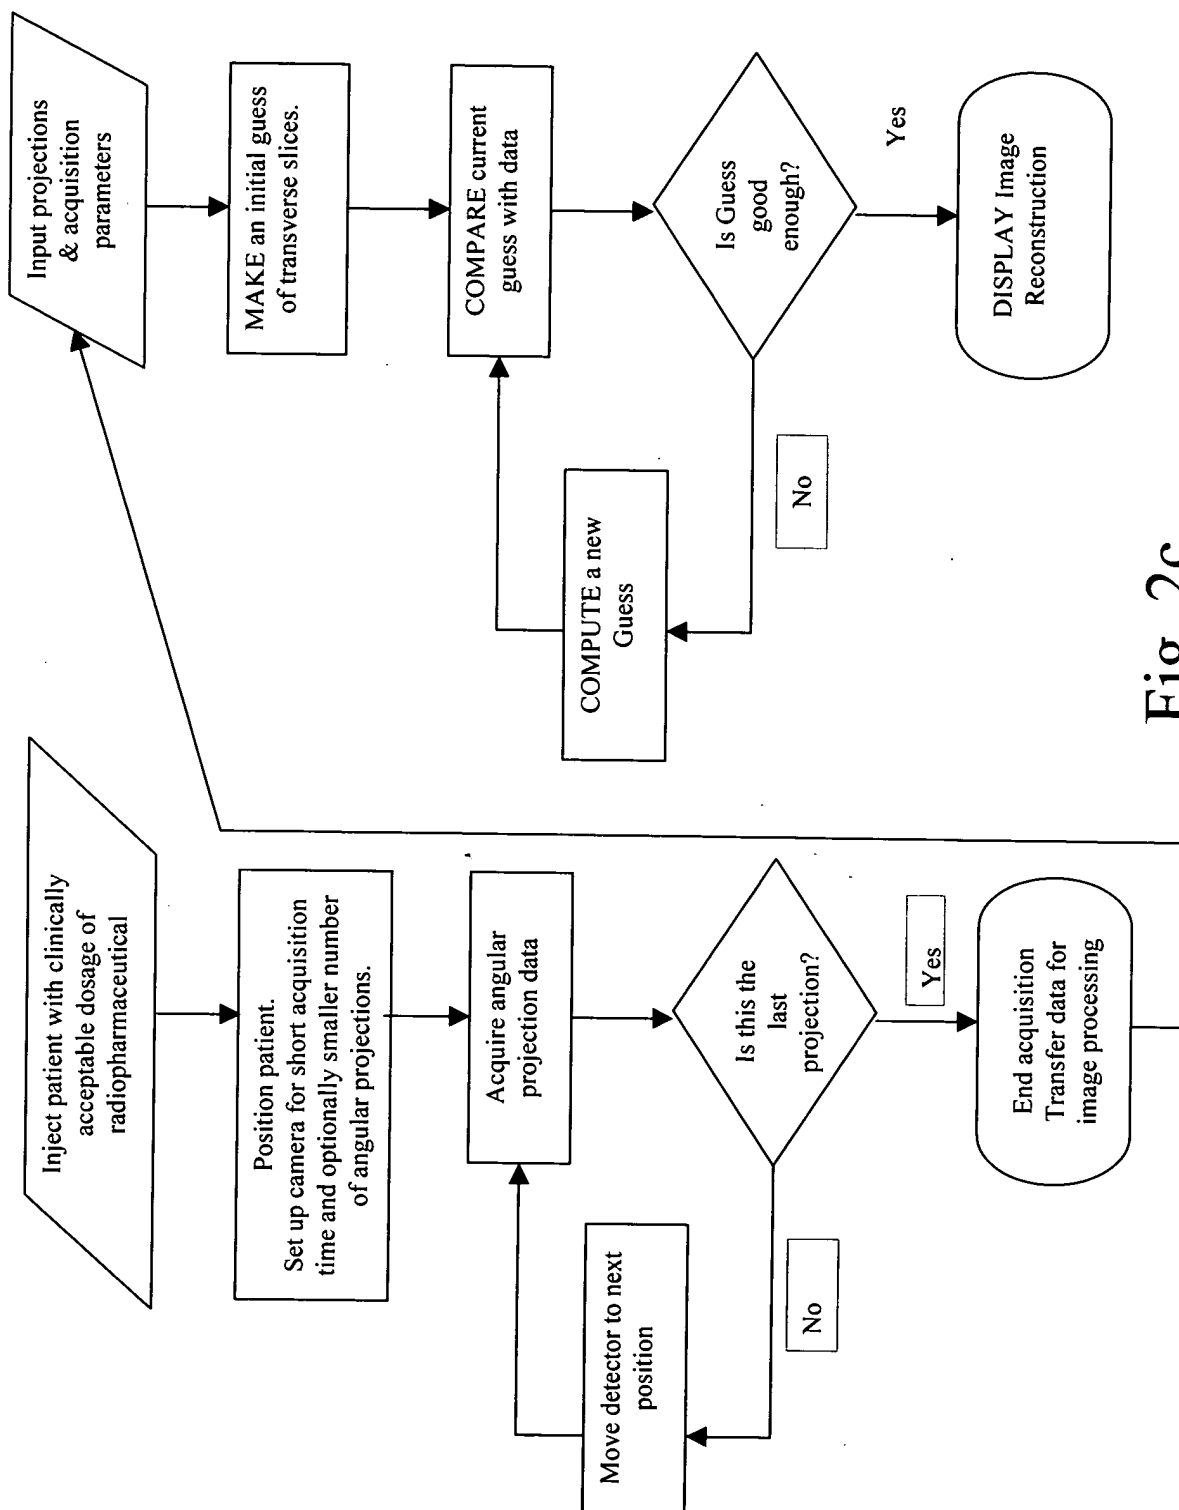 Inject patient with clinically
acceptable dosage of
radiopharmaceutical
Position patient.
Set up camera for short acquisition
time and optionally smaller number
of angular projections.
Acquire angular
projection data
Move detector to next
position
Is this the
last
projection?
No
Yes
End acquisition
Transfer data for
image processing
Input projections
& acquisition
parameters
MAKE an initial guess
of transverse slices.
COMPARE current
guess with data
COMPUTE a new
Guess
Is Guess
good
enough?
No
Yes
DISPLAY Image
Reconstruction
Fig. 2c